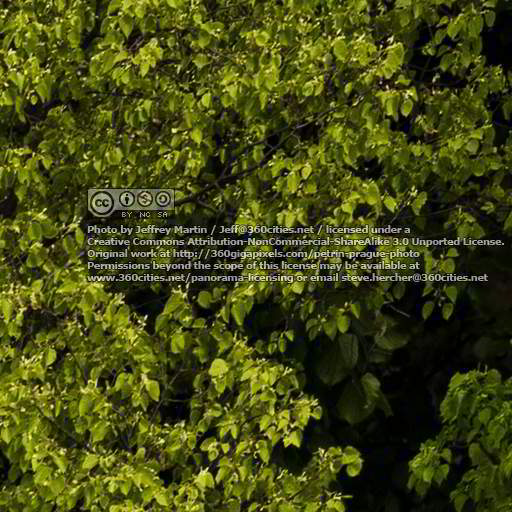 cc
BY NC SA
Photo by Jeffrey Martin / Jeff@360cities.net / licensed under a
Creative Commons Attribution-NonCommercial-ShareAlike 3.0 Unported License.
Original work at http://360gigapixels.com/petrin-prague-photo
Permissions beyond the scope of this license may be available at
www.360cities.net/panorama-licensing or email steve.hercher@360cities.net